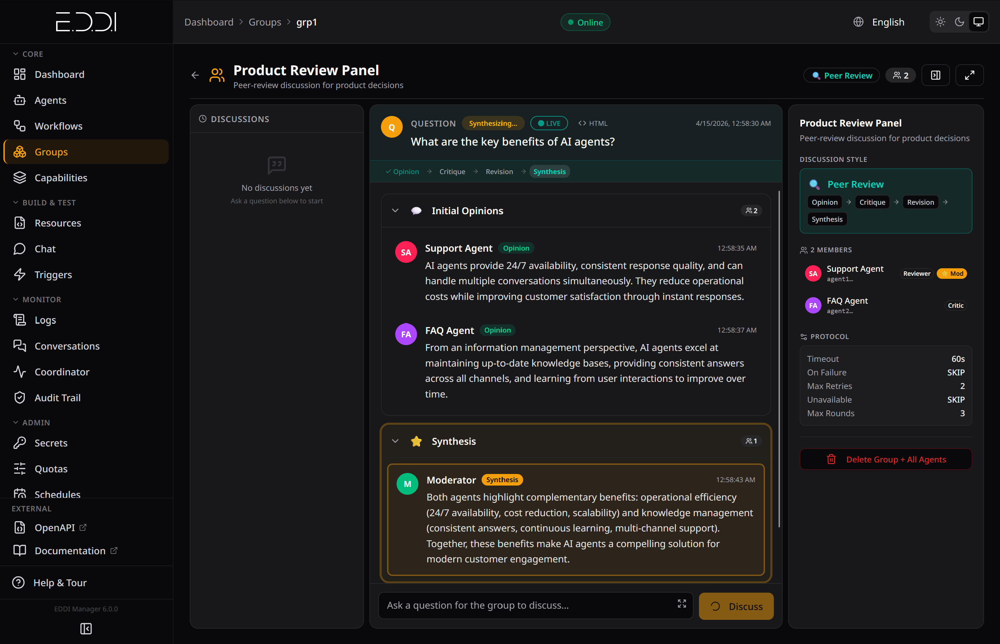 E.D.D.I
CORE
Dashboard
Agents
Workflows
Groups
Capabilities
BUILD & TEST
Resources
Chat
Triggers
MONITOR
Logs
Conversations
Coordinator
Audit Trail
ADMIN
Secrets
Quotas
Schedules
EXTERNAL
OpenAPI
Documentation
Help & Tour
EDDI Manager 6.0.0
Dashboard > Groups > grp1
Online
English
Product Review Panel
Peer-review discussion for product decisions
Peer Review
2
DISCUSSIONS
No discussions yet
Ask a question below to start
Q
QUESTION Synthesizing... LIVE <> HTML 4/15/2026, 12:58:30 AM
What are the key benefits of AI agents?
✓ Opinion → Critique → Revision → Synthesis
Initial Opinions 2
SA
Support Agent Opinion 12:58:35 AM
AI agents provide 24/7 availability, consistent response quality, and can
handle multiple conversations simultaneously. They reduce operational
costs while improving customer satisfaction through instant responses.
FA
FAQ Agent Opinion 12:58:37 AM
From an information management perspective, AI agents excel at
maintaining up-to-date knowledge bases, providing consistent answers
across all channels, and learning from user interactions to improve over
time.
Synthesis 1
M
Moderator Synthesis 12:58:43 AM
Both agents highlight complementary benefits: operational efficiency
(24/7 availability, cost reduction, scalability) and knowledge management
(consistent answers, continuous learning, multi-channel support).
Together, these benefits make AI agents a compelling solution for
modern customer engagement.
Ask a question for the group to discuss...
Discuss
Product Review Panel
Peer-review discussion for product decisions
DISCUSSION STYLE
Peer Review
Opinion → Critique → Revision →
Synthesis
2 MEMBERS
SA
Support Agent Reviewer Mod
agent1…
FA
FAQ Agent Critic
agent2…
PROTOCOL
Timeout 60s
On Failure SKIP
Max Retries 2
Unavailable SKIP
Max Rounds 3
Delete Group + All Agents